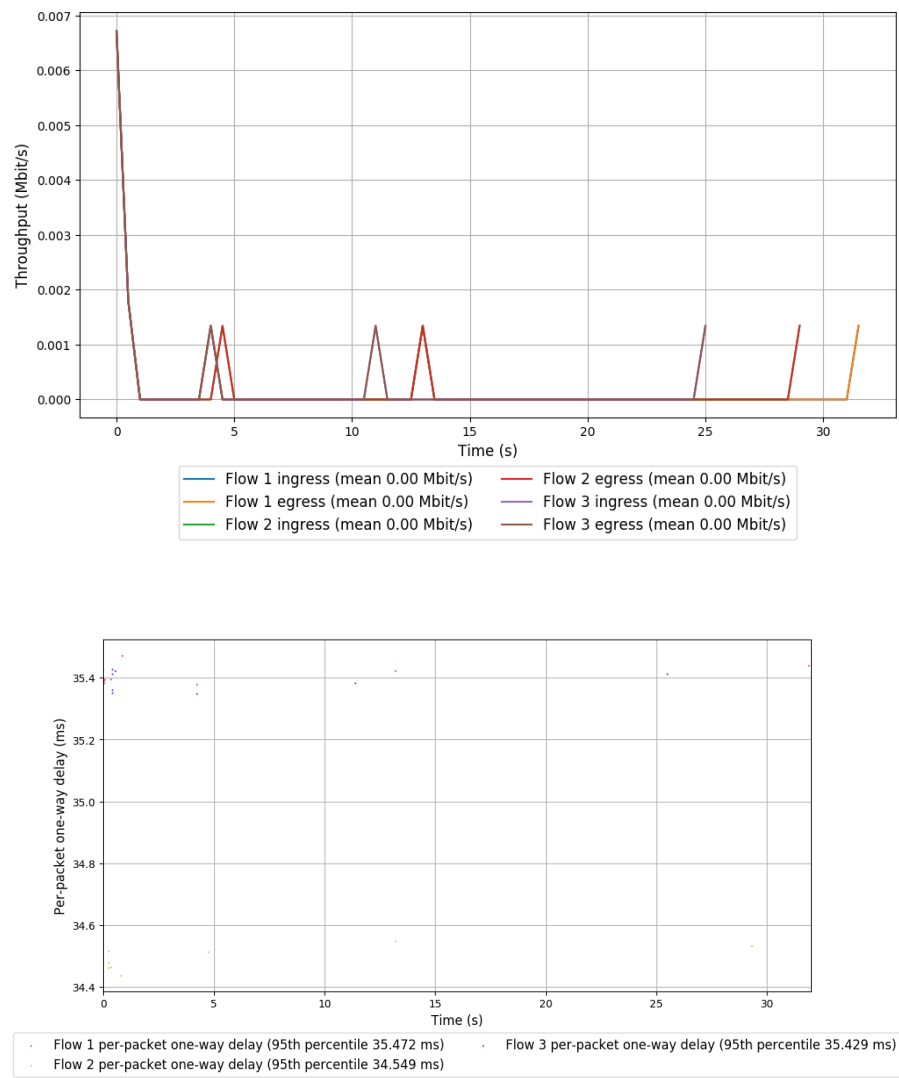 0.007
0.006
0.005
0.004
0.003
0.002
0.001
0.000
Throughput (Mbit/s)
0 5 10 15 20 25 30
Time (s)
Flow 1 ingress (mean 0.00 Mbit/s) Flow 2 egress (mean 0.00 Mbit/s)
Flow 1 egress (mean 0.00 Mbit/s) Flow 3 ingress (mean 0.00 Mbit/s)
Flow 2 ingress (mean 0.00 Mbit/s) Flow 3 egress (mean 0.00 Mbit/s)
35.4
35.2
35.0
34.8
34.6
34.4
Per-packet one-way delay (ms)
0 5 10 15 20 25 30
Time (s)
Flow 1 per-packet one-way delay (95th percentile 35.472 ms) Flow 3 per-packet one-way delay (95th percentile 35.429 ms)
Flow 2 per-packet one-way delay (95th percentile 34.549 ms)